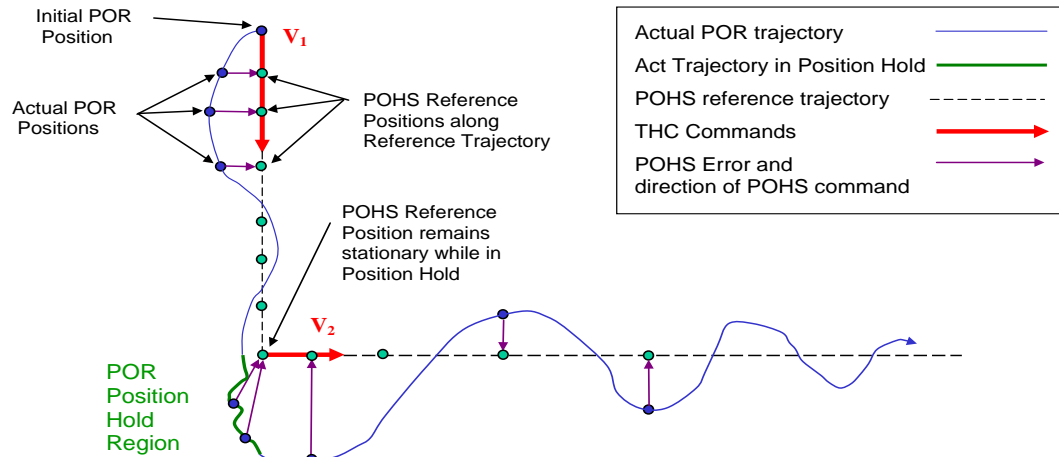 Initial POR
Position
V1
Actual POR
Positions
POHS Reference
Positions along
Reference Trajectory
POHS Reference
Position remains
stationary while in
Position Hold
V2
POR
Position
Hold
Region
Actual POR trajectory
Act Trajectory in Position Hold
POHS reference trajectory
THC Commands
POHS Error and
direction of POHS command